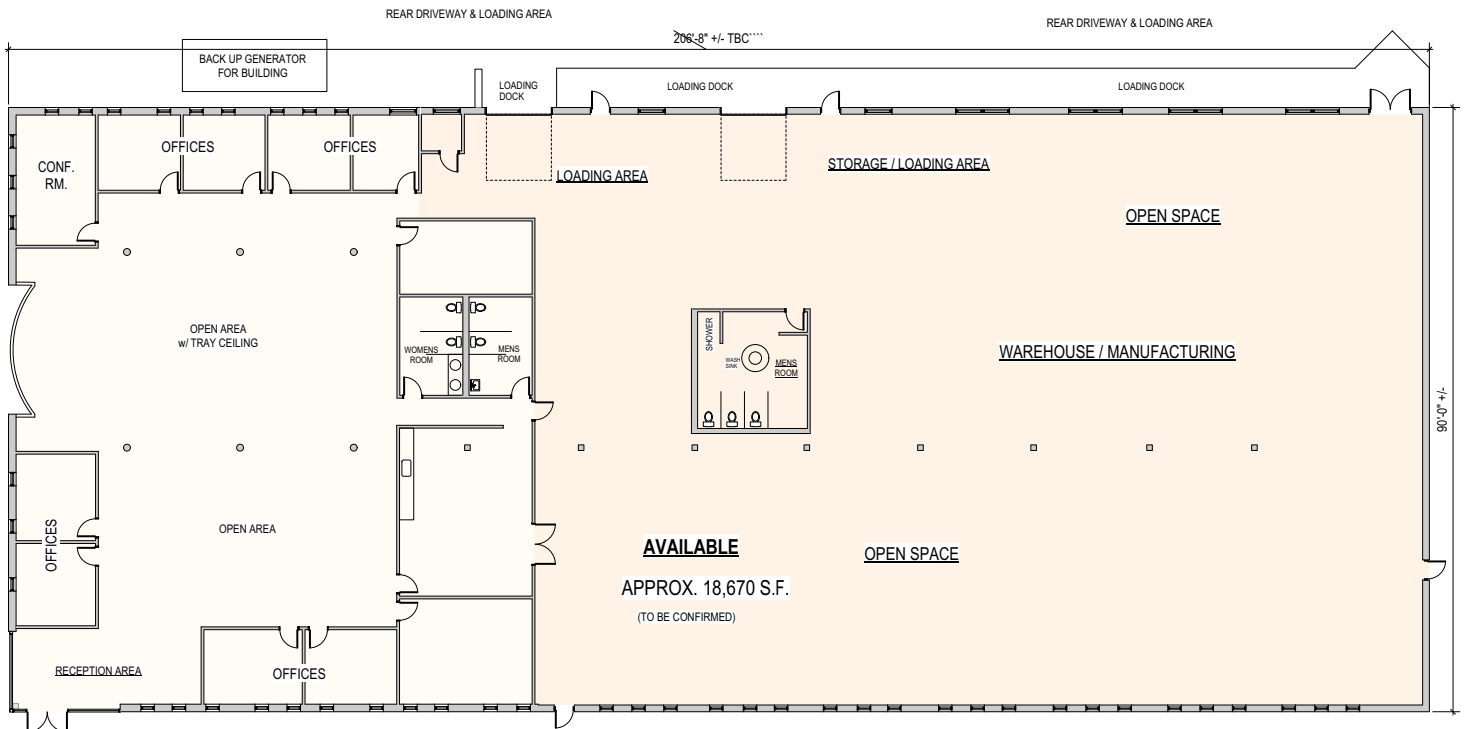 REAR DRIVEWAY & LOADING AREA
REAR DRIVEWAY & LOADING AREA
206'-8" +/- TBC````
BACK UP GENERATOR
FOR BUILDING
LOADING
DOCK
LOADING DOCK
LOADING DOCK
CONF.
RM.
OFFICES
OFFICES
LOADING AREA
STORAGE / LOADING AREA
OPEN SPACE
OPEN AREA
w/ TRAY CEILING
WOMENS
ROOM
MENS
ROOM
SHOWER
WASH
SINK
MENS
ROOM
WAREHOUSE / MANUFACTURING
90'-0" +/-
OFFICES
OPEN AREA
AVAILABLE
APPROX. 18,670 S.F.
(TO BE CONFIRMED)
OPEN SPACE
RECEPTION AREA
OFFICES